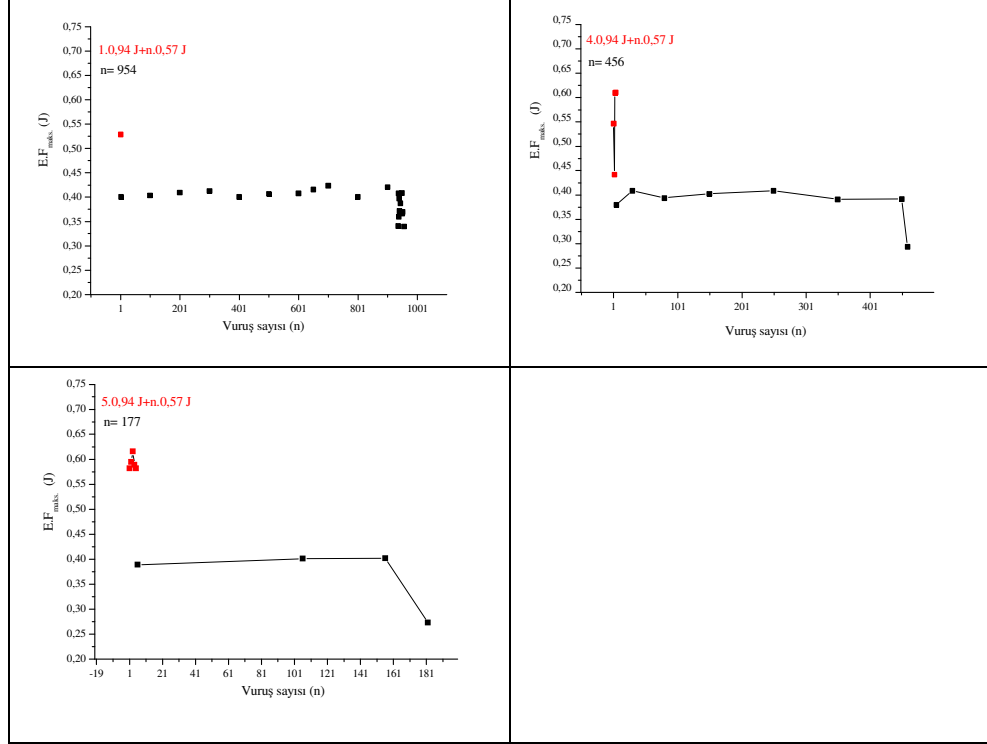 0,75
0,70
0,65
0,60
0,55
0,50
0,45
0,40
0,35
0,30
0,25
0,20
E.Fmaks. (J)
1.0,94 J+n.0,57 J
n= 954
1 201 401 601 801 1001
Vuruş sayısı (n)
0,75
0,70
0,65
0,60
0,55
0,50
0,45
0,40
0,35
0,30
0,25
0,20
E.Fmaks. (J)
4.0,94 J+n.0,57 J
n= 456
1 101 201 301 401
Vuruş sayısı (n)
0,75
0,70
0,65
0,60
0,55
0,50
0,45
0,40
0,35
0,30
0,25
0,20
E.Fmaks. (J)
5.0,94 J+n.0,57 J
n= 177
-19 1 21 41 61 81 101 121 141 161 181
Vuruş sayısı (n)